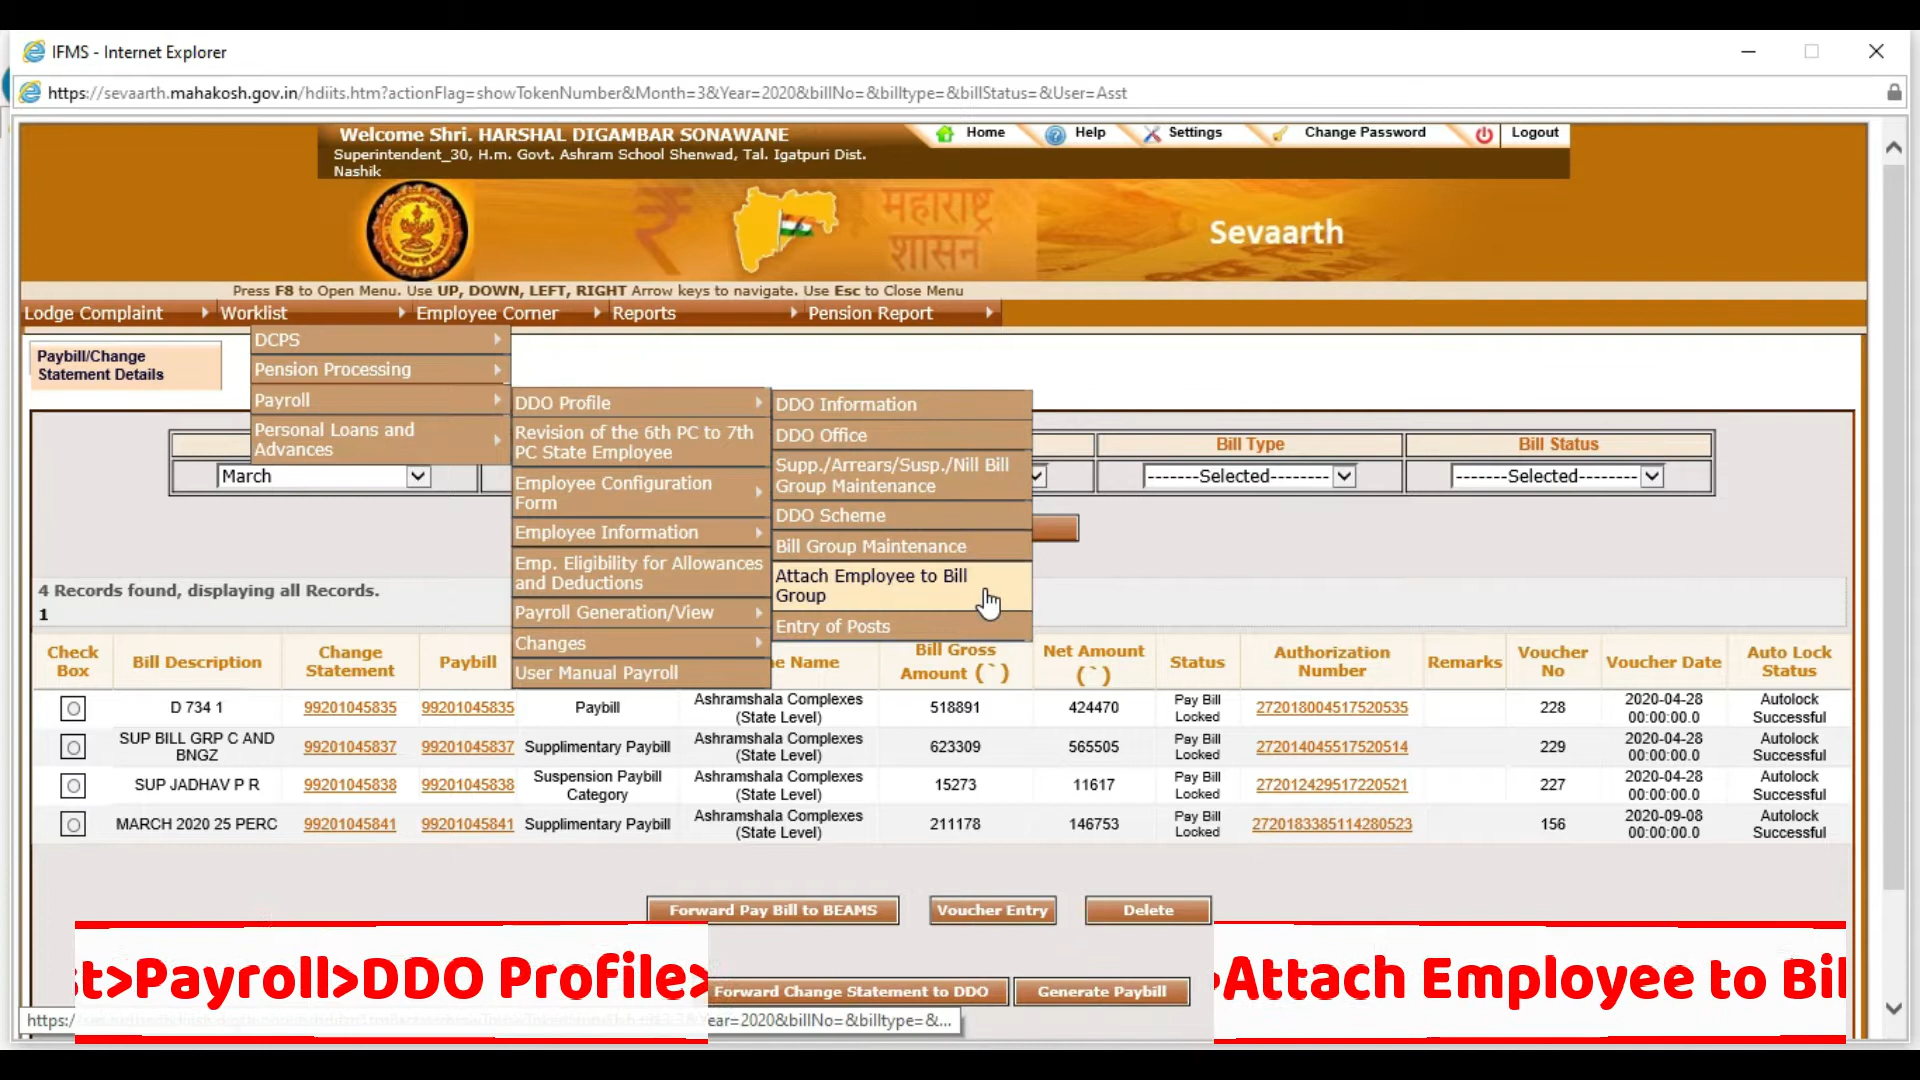 IFMS - Internet Explorer
https://sevaarth.mahakosh.gov.in/hdiits.htm?actionFlag=showTokenNumber&Month=3&Year=2020&billNo=&billtype=&billStatus=&User=Asst
Welcome Shri. HARSHAL DIGAMBAR SONAWANE
Superintendent_30, H.m. Govt. Ashram School Shenwad, Tal. Igatpuri Dist.
Nashik
Home
Help
Settings
Change Password
Logout
महाराष्ट्र
शासन
Sevaarth
Press F8 to Open Menu. Use UP, DOWN, LEFT, RIGHT Arrow keys to navigate. Use Esc to Close Menu
Lodge Complaint
Worklist
Employee Corner
Reports
Pension Report
Paybill/Change
Statement Details
DCPS
Pension Processing
Payroll
Personal Loans and
Advances
DDO Profile
Revision of the 6th PC to 7th
PC State Employee
Employee Configuration
Form
Employee Information
Emp. Eligibility for Allowances
and Deductions
Payroll Generation/View
Changes
User Manual Payroll
DDO Information
DDO Office
Supp./Arrears/Susp./Nill Bill
Group Maintenance
DDO Scheme
Bill Group Maintenance
Attach Employee to Bill
Group
Entry of Posts
Bill Type
Bill Status
March
-------Selected--------
-------Selected--------
4 Records found, displaying all Records.
1
Check
Box
Bill Description
Change
Statement
Paybill
ne Name
Bill Gross
Amount (`)
Net Amount
(`)
Status
Authorization
Number
Remarks
Voucher
No
Voucher Date
Auto Lock
Status
D 734 1
99201045835
99201045835
Paybill
Ashramshala Complexes
(State Level)
518891
424470
Pay Bill
Locked
272018004517520535
228
2020-04-28
00:00:00.0
Autolock
Successful
SUP BILL GRP C AND
BNGZ
99201045837
99201045837
Supplimentary Paybill
Ashramshala Complexes
(State Level)
623309
565505
Pay Bill
Locked
272014045517520514
229
2020-04-28
00:00:00.0
Autolock
Successful
SUP JADHAV P R
99201045838
99201045838
Suspension Paybill
Category
Ashramshala Complexes
(State Level)
15273
11617
Pay Bill
Locked
272012429517220521
227
2020-04-28
00:00:00.0
Autolock
Successful
MARCH 2020 25 PERC
99201045841
99201045841
Supplimentary Paybill
Ashramshala Complexes
(State Level)
211178
146753
Pay Bill
Locked
2720183385114280523
156
2020-09-08
00:00:00.0
Autolock
Successful
Forward Pay Bill to BEAMS
Voucher Entry
Delete
t>Payroll>DDO Profile>
>Attach Employee to Bil
Forward Change Statement to DDO
Generate Paybill
https:/
ear=2020&billNo=&billtype=&...